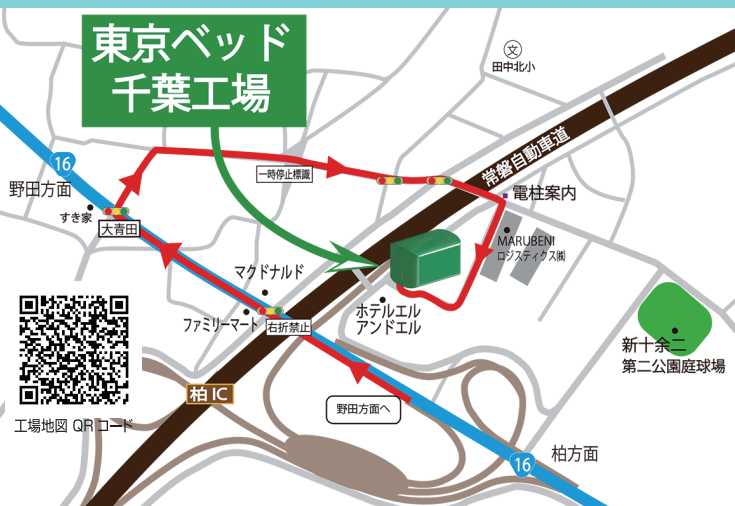 東京ベッド
千葉工場
文
田中北小
常磐自動車道
16
野田方面
すき家
大青田
一時停止標識
電柱案内
MARUBENI
ロジスティクス㈱
マクドナルド
ファミリーマート
右折禁止
ホテルエル
アンドエル
新十余二
第二公園庭球場
柏IC
野田方面へ
工場地図 QRコード
柏方面
16